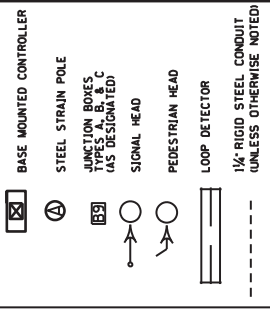 BASE MOUNTED CONTROLLER
A
STEEL STRAIN POLE
B9
JUNCTION BOXES
TYPES A, B, & C
(AS DESIGNATED)
SIGNAL HEAD
PEDESTRIAN HEAD
LOOP DETECTOR
1¼" RIGID STEEL CONDUIT
(UNLESS OTHERWISE NOTED)